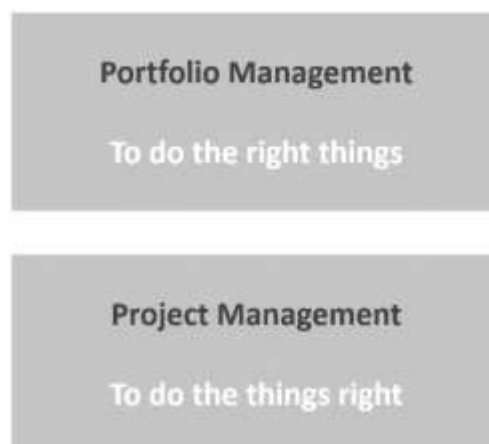 Portfolio Management
To do the right things
Project Management
To do the things right